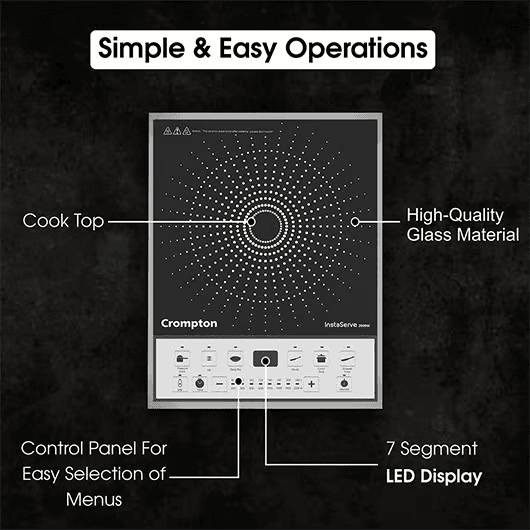 Simple & Easy Operations
Cook Top
High-Quality
Glass Material
Crompton
InstaServe 2000W
Control Panel For
Easy Selection of
Menus
7 Segment
LED Display